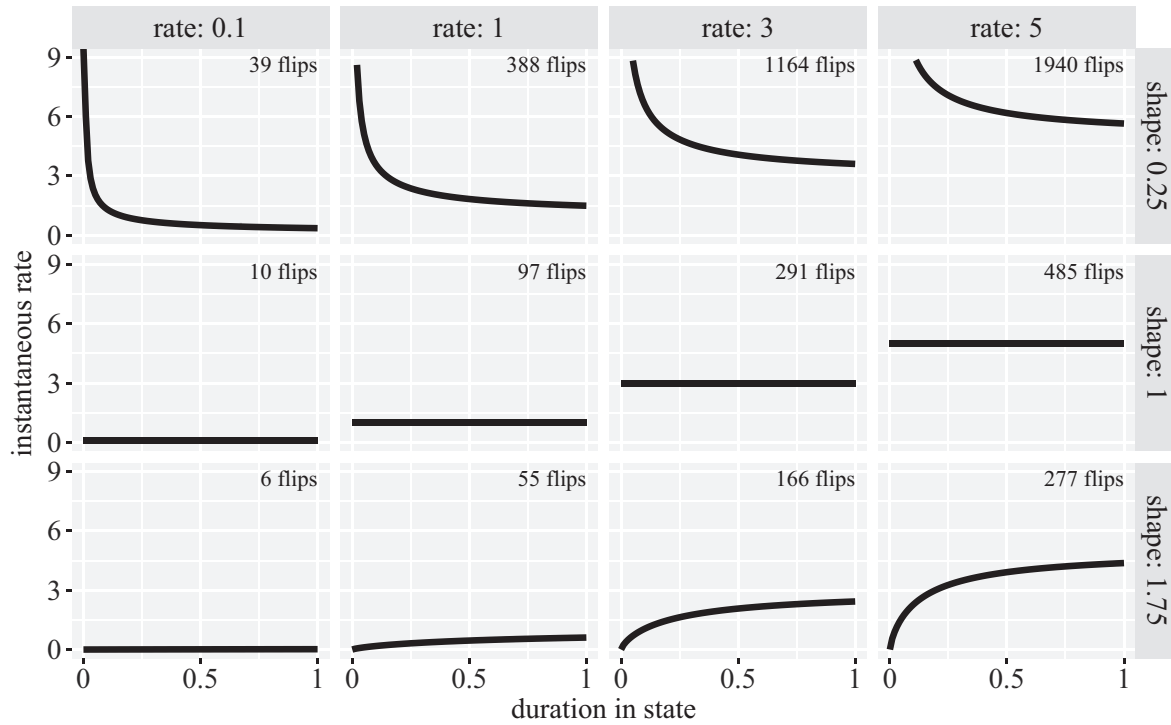 rate: 0.1 rate: 1 rate: 3 rate: 5
9 39 flips 388 flips 1164 flips 1940 flips
6
3
0
shape: 0.25
9 10 flips 97 flips 291 flips 485 flips
6
3
0
shape: 1
9 6 flips 55 flips 166 flips 277 flips
6
3
0
shape: 1.75
instantaneous rate
0 0.5 1 0 0.5 1 0 0.5 1 0 0.5 1
duration in state